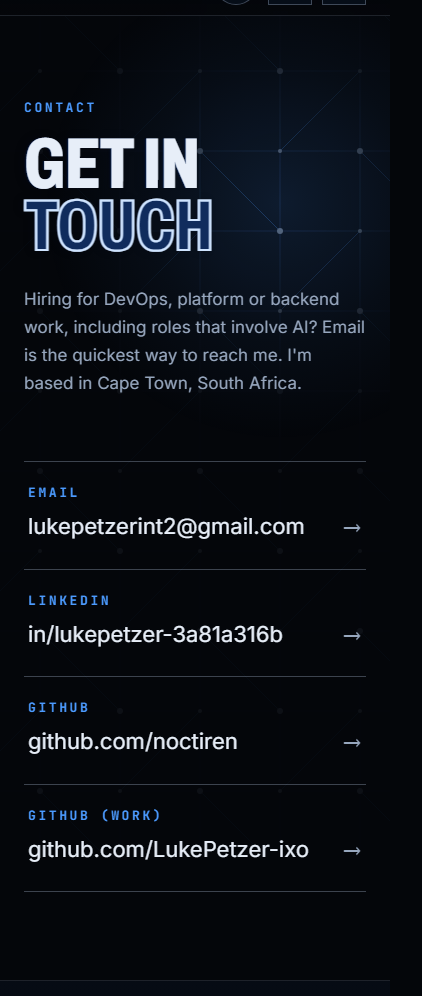 CONTACT
GET IN
TOUCH
Hiring for DevOps, platform or backend
work, including roles that involve AI? Email
is the quickest way to reach me. I'm
based in Cape Town, South Africa.
EMAIL
lukepetzerint2@gmail.com →
LINKEDIN
in/lukepetzer-3a81a316b →
GITHUB
github.com/noctiren →
GITHUB (WORK)
github.com/LukePetzer-ixo →